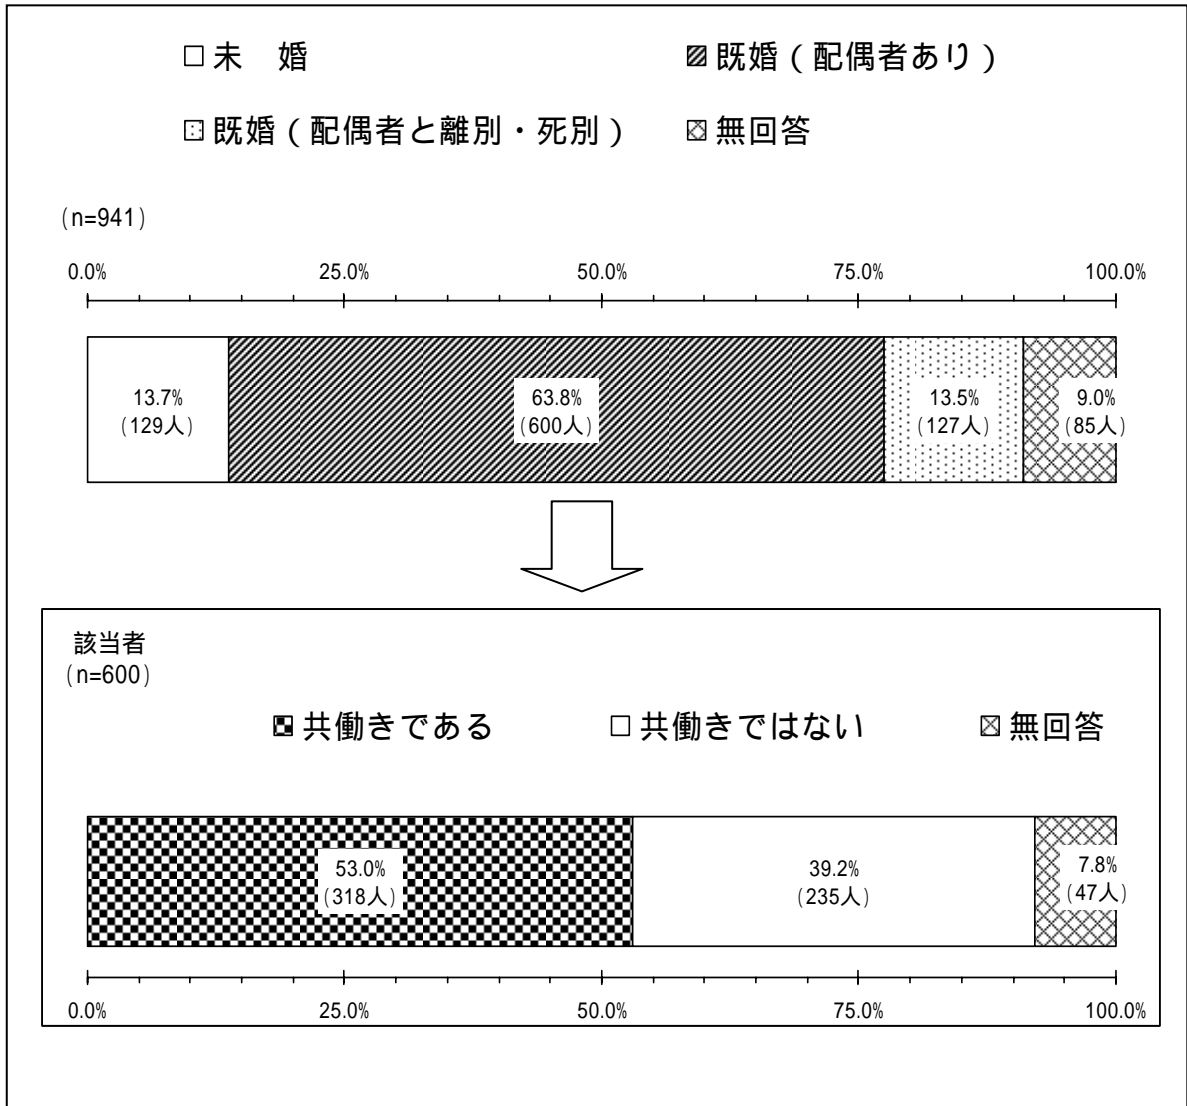 未　婚
既婚（配偶者あり）
既婚（配偶者と離別・死別）
無回答
(n=941)
0.0% 25.0% 50.0% 75.0% 100.0%
13.7% 63.8% 13.5% 9.0%
(129人) (600人) (127人) (85人)
該当者
(n=600)
共働きである 共働きではない 無回答
53.0% 39.2% 7.8%
(318人) (235人) (47人)
0.0% 25.0% 50.0% 75.0% 100.0%